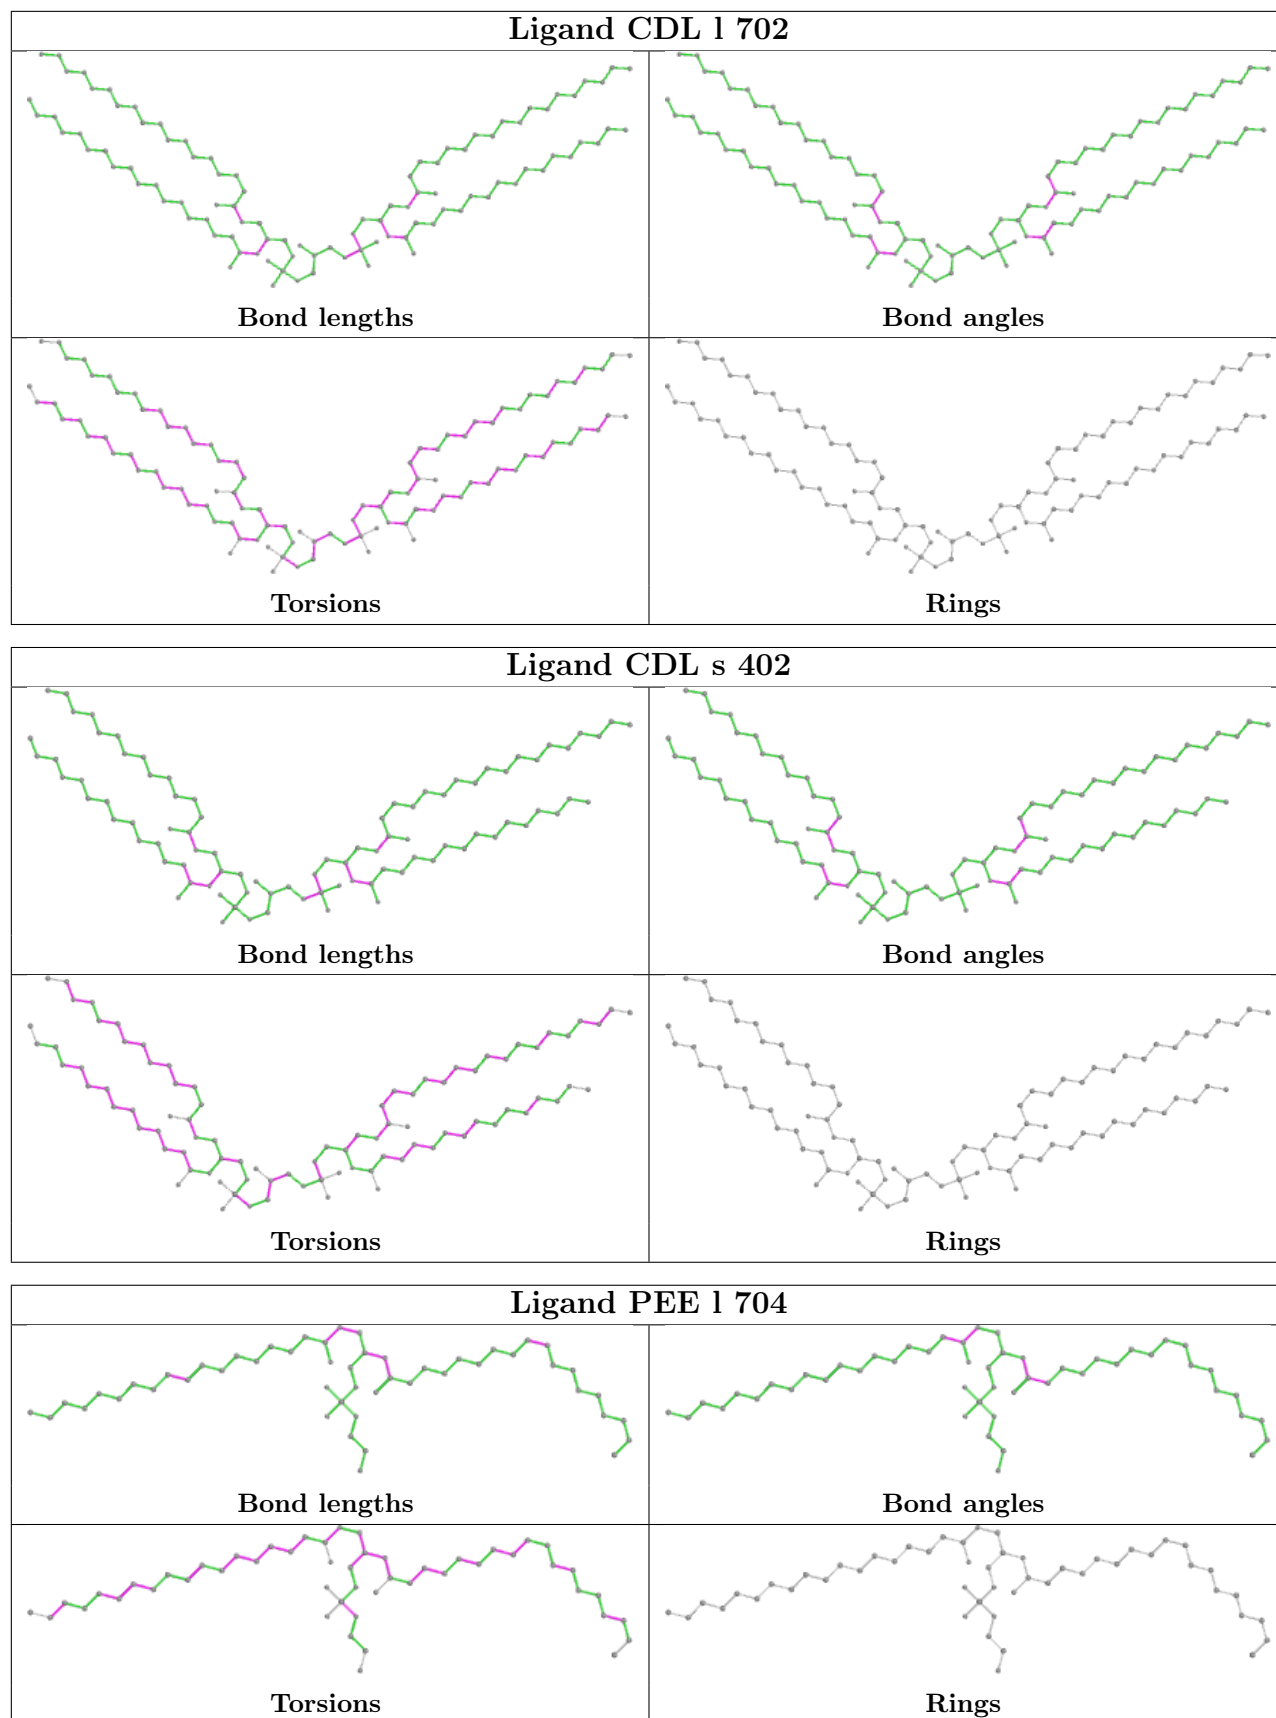 Ligand CDL l 702
Bond lengths
Bond angles
Torsions
Rings
Ligand CDL s 402
Bond lengths
Bond angles
Torsions
Rings
Ligand PEE l 704
Bond lengths
Bond angles
Torsions
Rings